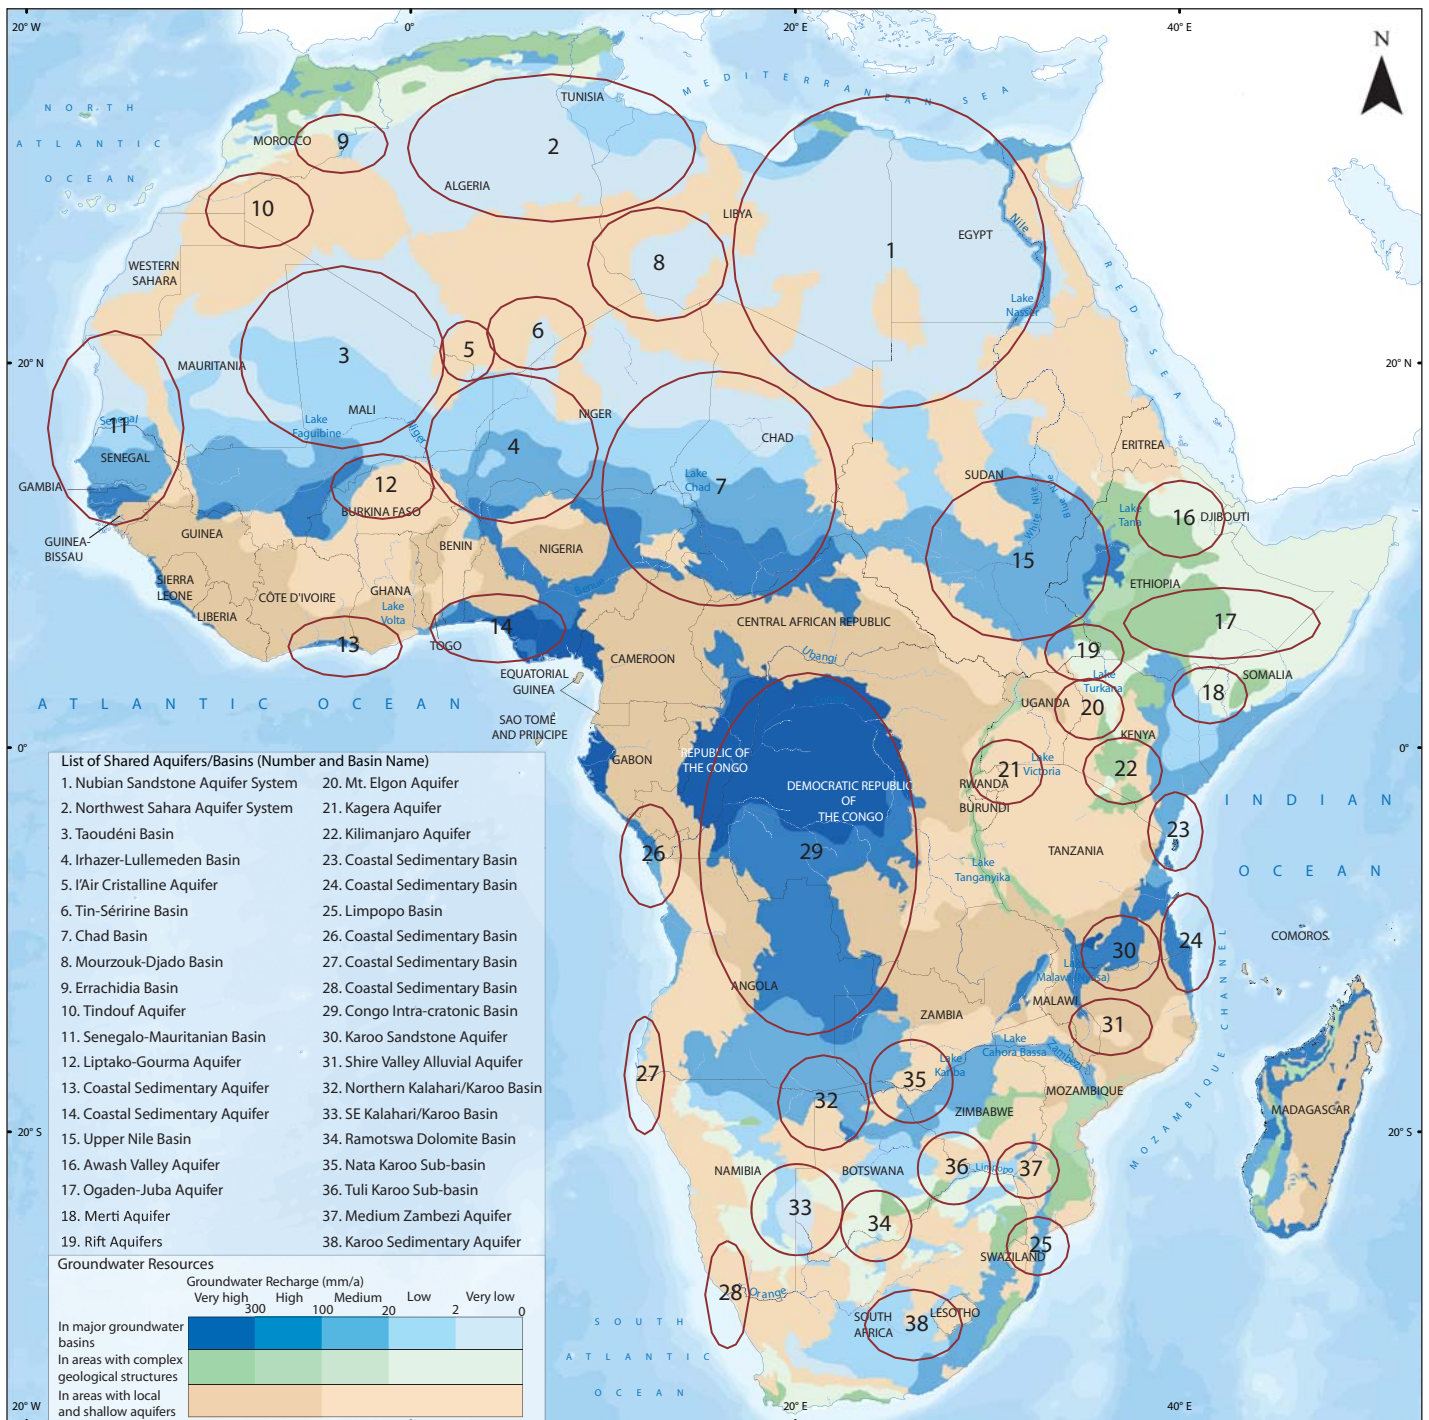 20° W
0°
20° E
40° E
N
MEDITERRANEAN SEA
TUNISIA
NORTH
ATLANTIC
OCEAN
MOROCCO
9
2
ALGERIA
10
LIBYA
Nile
EGYPT
1
8
WESTERN
SAHARA
RED SEA
Lake
Nasser
6
5
3
20° N
20° N
MAURITANIA
MALI
NIGER
Senegal
11
Lake
Faguibine
Niger
CHAD
4
ERITREA
SENEGAL
SUDAN
Lake
Chad
7
GAMBIA
12
White Nile
Blue Nile
BURKINA FASO
Lake
Tana
16
DJIBOUTI
GUINEA
GUINEA-
BISSAU
BENIN
NIGERIA
15
SIERRA
LEONE
ETHIOPIA
Benue
CÔTE D'IVOIRE
GHANA
Lake
Volta
LIBERIA
17
CENTRAL AFRICAN REPUBLIC
14
13
TOGO
19
Ubangi
CAMEROON
EQUATORIAL
GUINEA
Lake
Turkana
SOMALIA
18
ATLANTIC OCEAN
UGANDA
20
SAO TOMÉ
AND PRINCIPE
KENYA
0°
0°
GABON
REPUBLIC OF
THE CONGO
Lake
Victoria
21
22
RWANDA
DEMOCRATIC REPUBLIC
OF
THE CONGO
BURUNDI
INDIAN
OCEAN
23
26
29
TANZANIA
Lake
Tanganyika
24
COMOROS
30
Lake
Malawi (Nyasa)
ANGOLA
MALAWI
ZAMBIA
31
Lake
Cahora Bassa
Zambezi
27
35
Lake
Kariba
32
MOZAMBIQUE
ZIMBABWE
MADAGASCAR
MOZAMBIQUE CHANNEL
20° S
20° S
NAMIBIA
BOTSWANA
36
Limpopo
37
33
34
SWAZILAND
25
28
Orange
SOUTH
AFRICA
38
LESOTHO
SOUTH
ATLANTIC
OCEAN
List of Shared Aquifers/Basins (Number and Basin Name)
1. Nubian Sandstone Aquifer System
2. Northwest Sahara Aquifer System
3. Taoudéni Basin
4. Irhazer-Lullemeden Basin
5. l'Air Cristalline Aquifer
6. Tin-Séririne Basin
7. Chad Basin
8. Mourzouk-Djado Basin
9. Errachidia Basin
10. Tindouf Aquifer
11. Senegalo-Mauritanian Basin
12. Liptako-Gourma Aquifer
13. Coastal Sedimentary Aquifer
14. Coastal Sedimentary Aquifer
15. Upper Nile Basin
16. Awash Valley Aquifer
17. Ogaden-Juba Aquifer
18. Merti Aquifer
19. Rift Aquifers
20. Mt. Elgon Aquifer
21. Kagera Aquifer
22. Kilimanjaro Aquifer
23. Coastal Sedimentary Basin
24. Coastal Sedimentary Basin
25. Limpopo Basin
26. Coastal Sedimentary Basin
27. Coastal Sedimentary Basin
28. Coastal Sedimentary Basin
29. Congo Intra-cratonic Basin
30. Karoo Sandstone Aquifer
31. Shire Valley Alluvial Aquifer
32. Northern Kalahari/Karoo Basin
33. SE Kalahari/Karoo Basin
34. Ramotswa Dolomite Basin
35. Nata Karoo Sub-basin
36. Tuli Karoo Sub-basin
37. Medium Zambezi Aquifer
38. Karoo Sedimentary Aquifer
Groundwater Resources
Groundwater Recharge (mm/a)
Very high High Medium Low Very low
300 100 20 2 0
In major groundwater
basins
In areas with complex
geological structures
In areas with local
and shallow aquifers
20° W
20° E
40° E